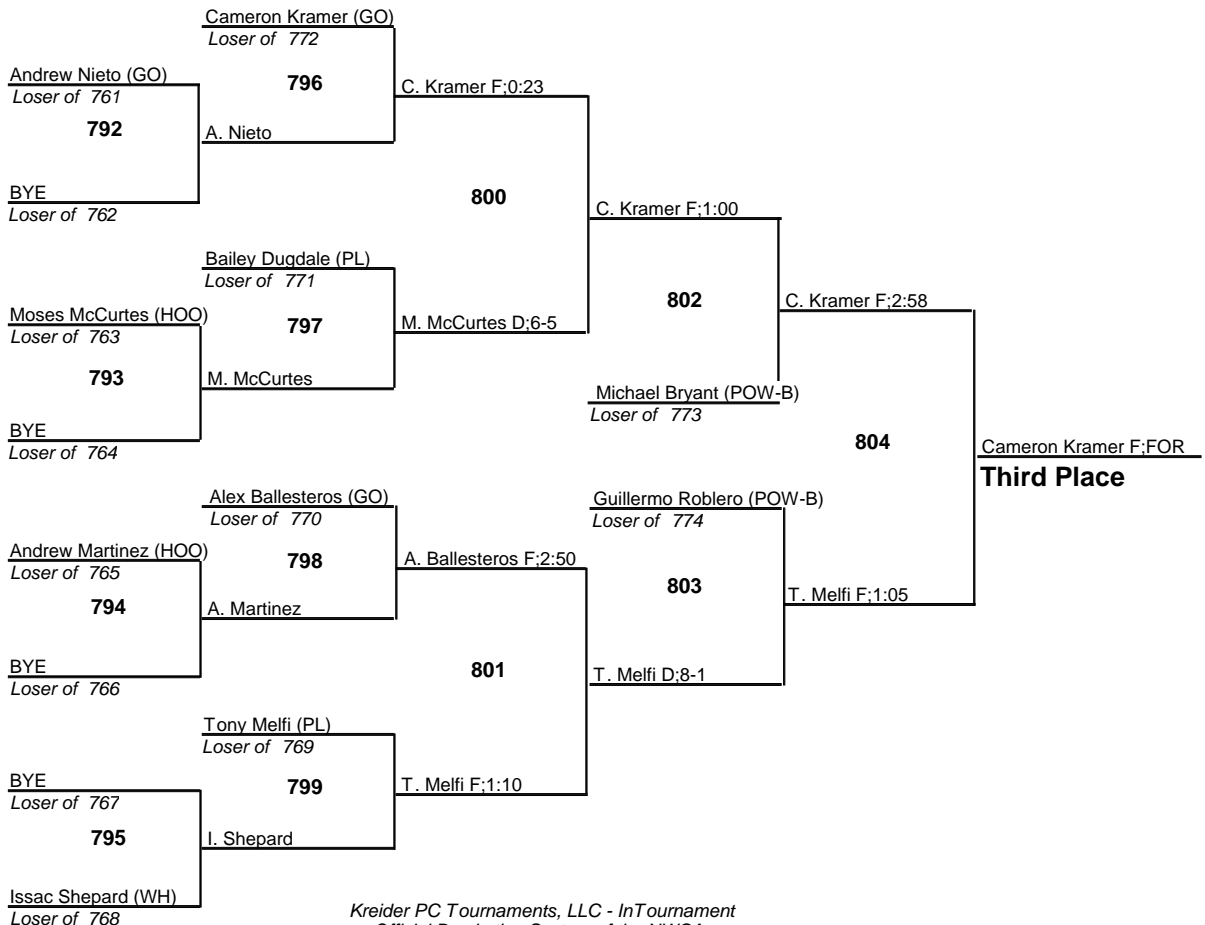 Cameron Kramer (GO)
Loser of 772
Andrew Nieto (GO)
Loser of 761
796
C. Kramer F;0:23
792
A. Nieto
BYE
Loser of 762
800
C. Kramer F;1:00
Bailey Dugdale (PL)
Loser of 771
Moses McCurtes (HOO)
Loser of 763
797
M. McCurtes D;6-5
802
C. Kramer F;2:58
793
M. McCurtes
Michael Bryant (POW-B)
Loser of 773
BYE
Loser of 764
804
Cameron Kramer F;FOR
Third Place
Alex Ballesteros (GO)
Loser of 770
Guillermo Roblero (POW-B)
Loser of 774
Andrew Martinez (HOO)
Loser of 765
798
A. Ballesteros F;2:50
803
T. Melfi F;1:05
794
A. Martinez
BYE
Loser of 766
801
T. Melfi D;8-1
Tony Melfi (PL)
Loser of 769
BYE
Loser of 767
799
T. Melfi F;1:10
795
I. Shepard
Issac Shepard (WH)
Loser of 768
Kreider PC Tournaments, LLC - InTournament